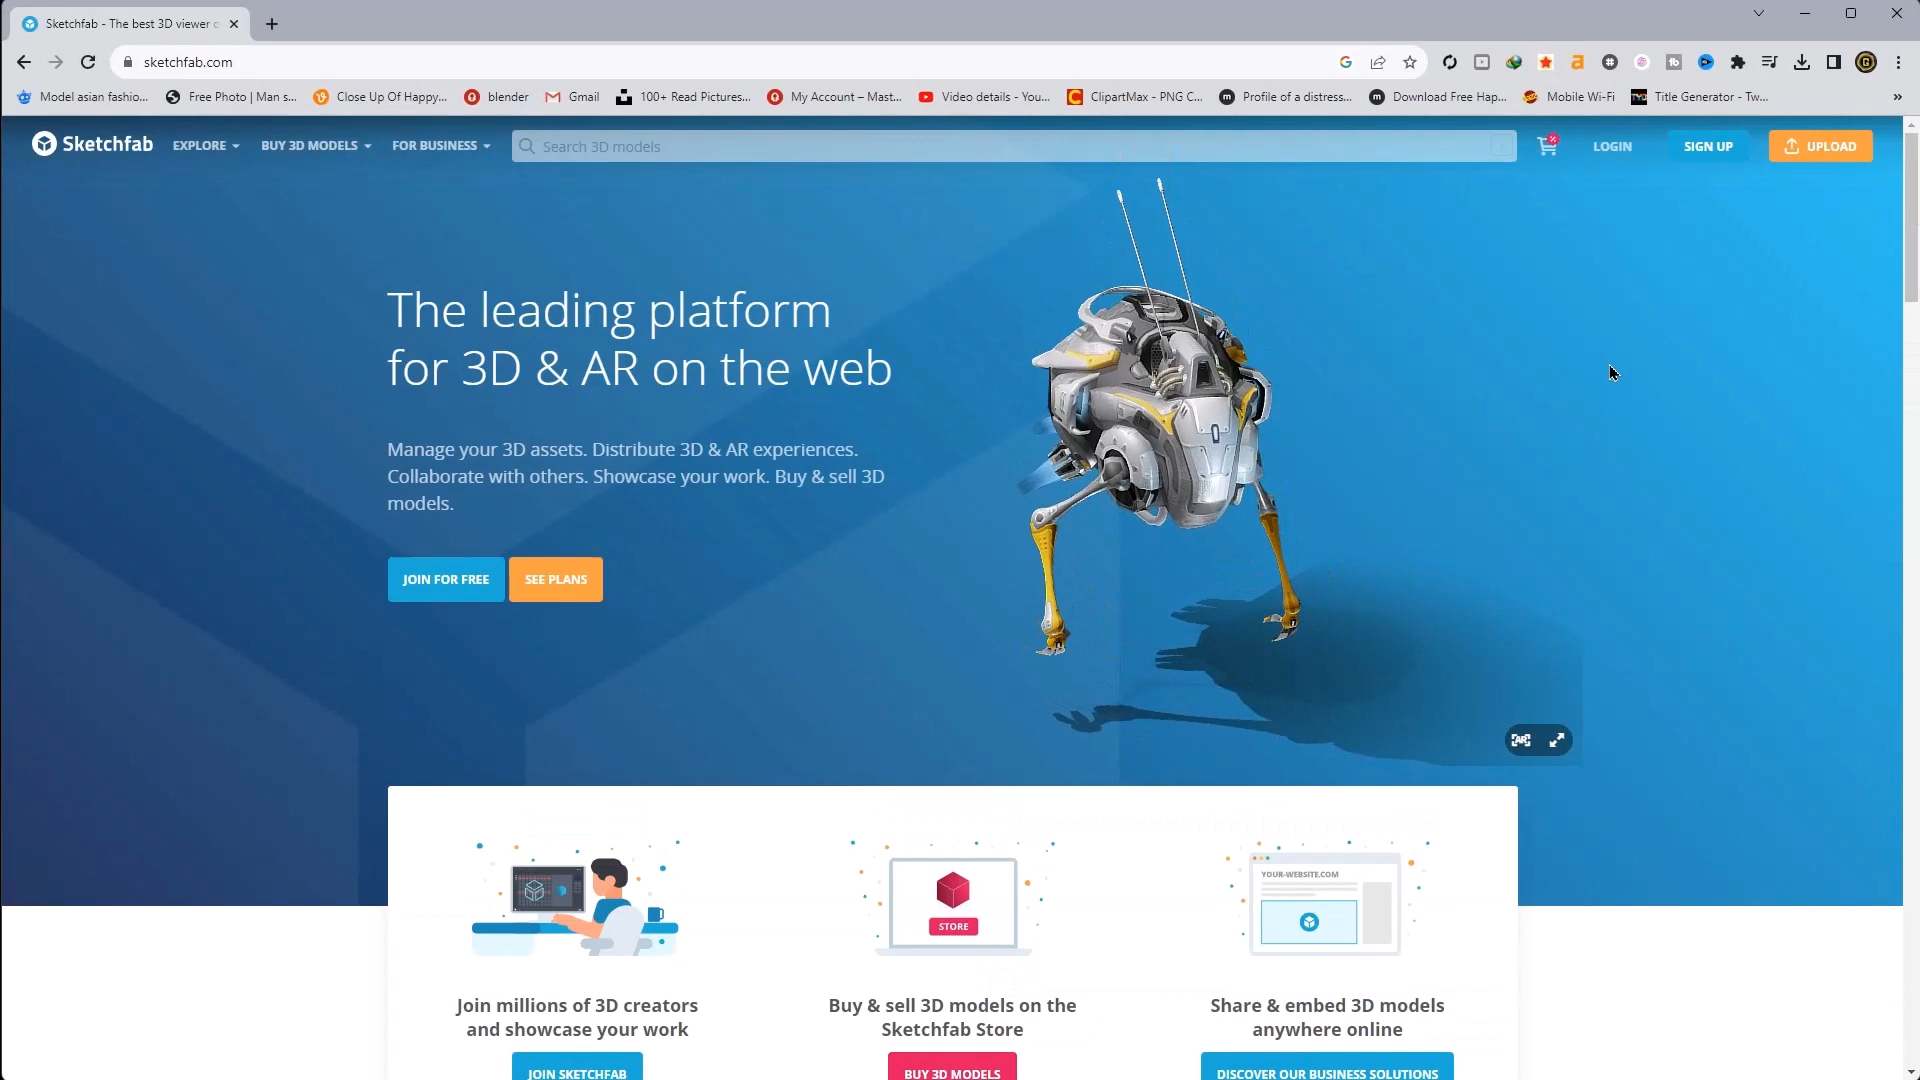 Sketchfab - The best 3D viewer o
sketchfab.com
Model asian fashio...
Free Photo | Man s...
Close Up Of Happy...
blender
Gmail
100+ Read Pictures...
My Account – Mast...
Video details - You...
ClipartMax - PNG C...
Profile of a distress...
Download Free Hap...
Mobile Wi-Fi
Title Generator - Tw...
Sketchfab
EXPLORE
BUY 3D MODELS
FOR BUSINESS
Search 3D models
LOGIN
SIGN UP
UPLOAD
The leading platform
for 3D & AR on the web
Manage your 3D assets. Distribute 3D & AR experiences.
Collaborate with others. Showcase your work. Buy & sell 3D
models.
JOIN FOR FREE
SEE PLANS
AR
STORE
YOUR-WEBSITE.COM
Join millions of 3D creators
and showcase your work
JOIN SKETCHFAB
Buy & sell 3D models on the
Sketchfab Store
BUY 3D MODELS
Share & embed 3D models
anywhere online
DISCOVER OUR BUSINESS SOLUTIONS